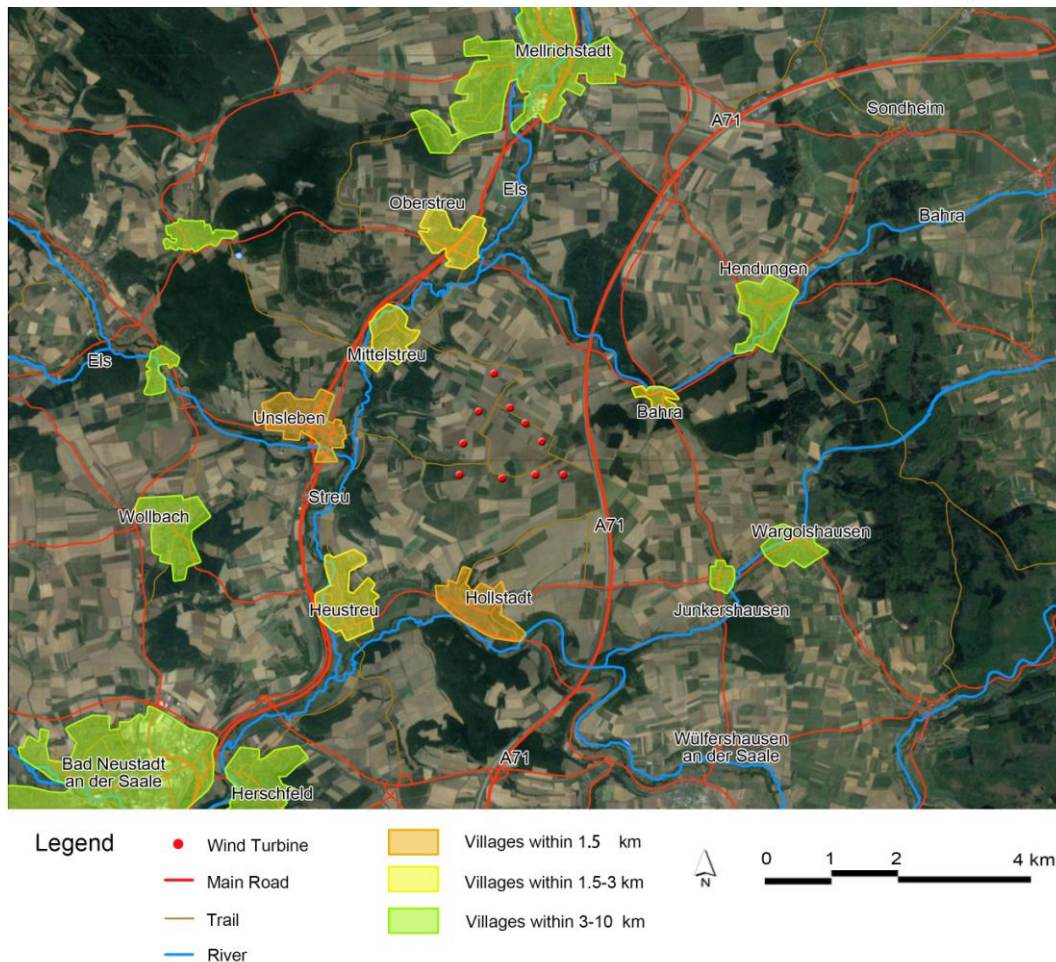 Mellrichstadt
A71
Sondheim
Els
Oberstreu
Bahra
Hendungen
Mittelstreu
Els
Unsleben
Bahra
Streu
Wollbach
A71
Wargolshausen
Heustreu
Hollstadt
Junkershausen
Bad Neustadt
an der Saale
Herschfeld
A71
Wülfershausen
an der Saale
Legend
Wind Turbine
Main Road
Trail
River
Villages within 1.5 km
Villages within 1.5-3 km
Villages within 3-10 km
N
0 1 2 4 km